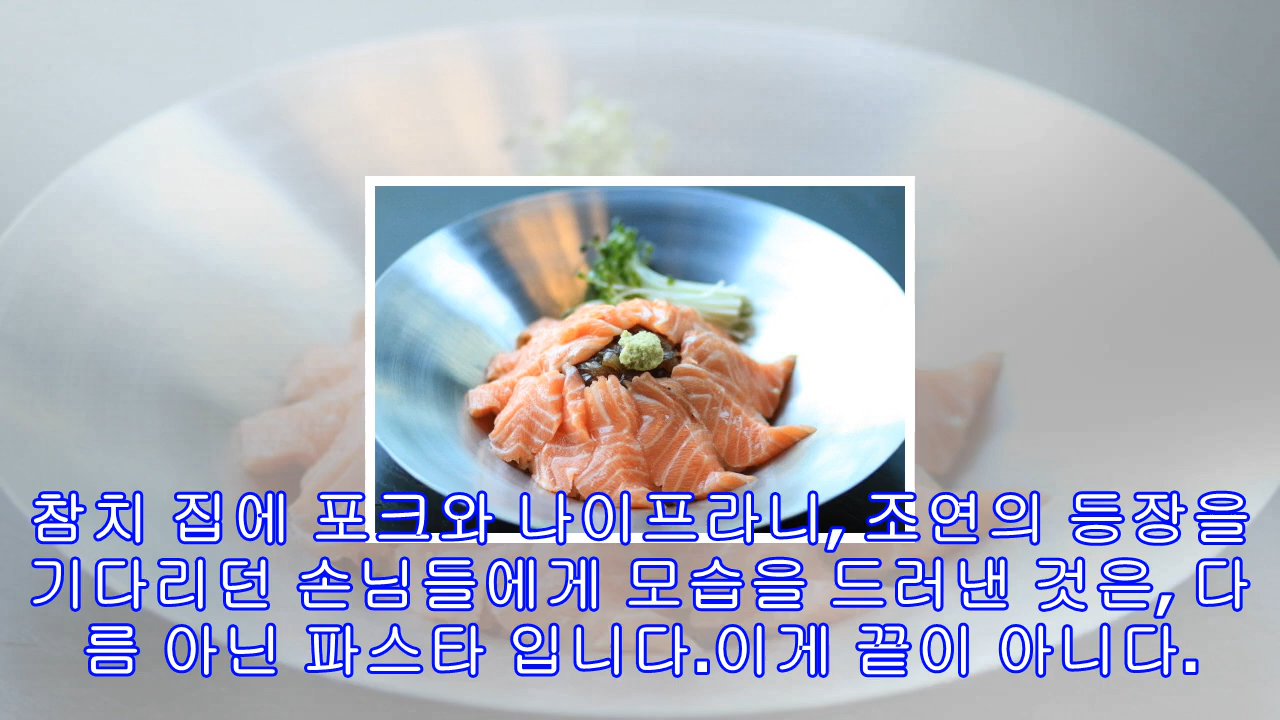 참치 집에 포크와 나이프라니, 조연의 등장을
기다리던 손님들에게 모습을 드러낸 것은, 다
름 아닌 파스타 입니다.이게 끝이 아니다.